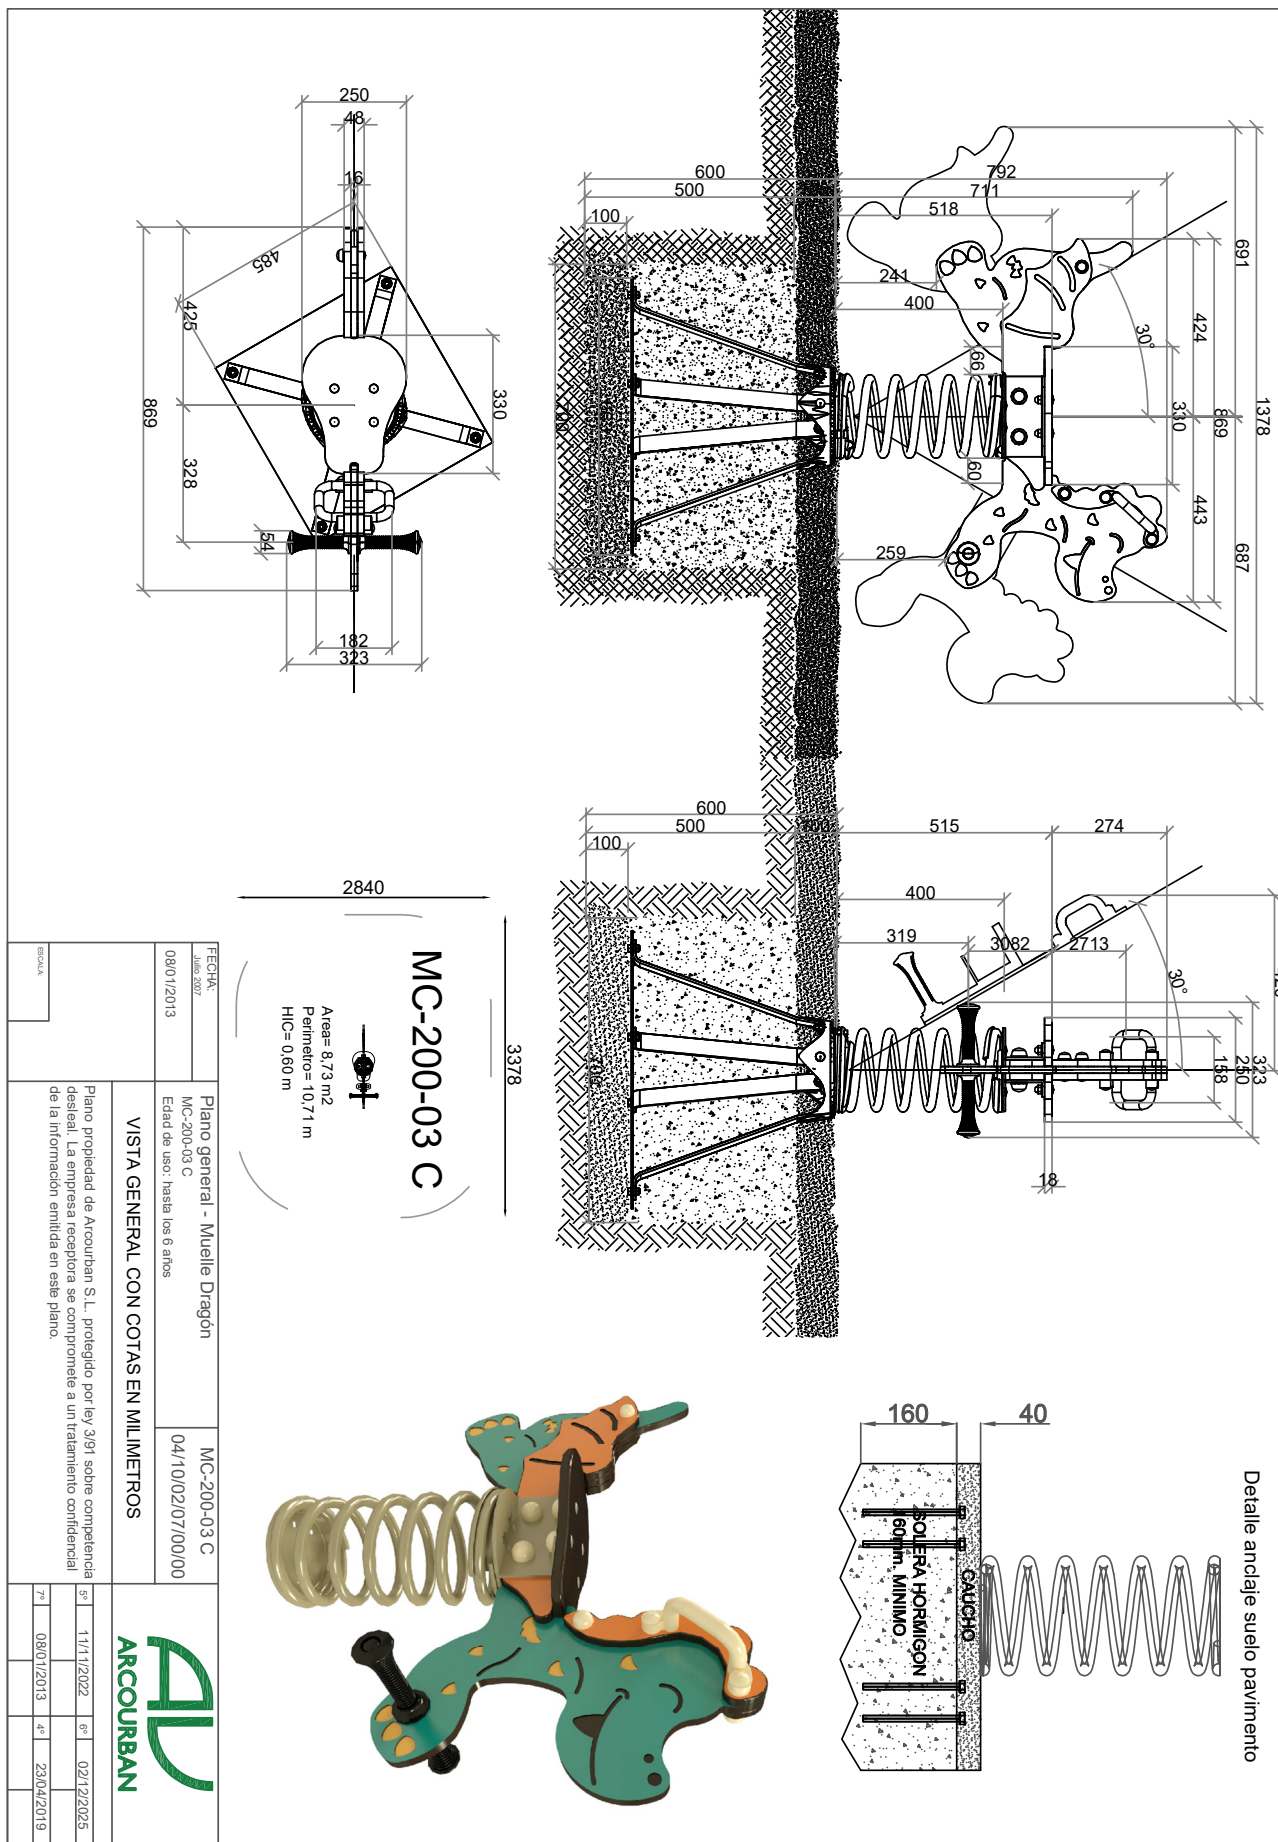 250
48
16
485
425
869
328
330
54
182
323
600
500
100
792
711
518
241
400
66
60
259
30°
691
424
1378
869
330
443
687
600
500
100
515
274
400
319
3082
2713
30°
158
250
323
18
2840
3378
MC-200-03 C
Area= 8,73 m2
Perimetro= 10,71 m
HIC= 0,60 m
Detalle anclaje suelo pavimento
160
40
CAUCHO
SOLERA HORMIGON
160mm. MINIMO
FECHA:
Julio 2007
08/01/2013
ESCALA:
Plano general - Muelle Dragón
MC-200-03 C
Edad de uso: hasta los 6 años
MC-200-03 C
04/10/02/07/00/00
VISTA GENERAL CON COTAS EN MILIMETROS
Plano propiedad de Arcourban S.L. protegido por ley 3/91 sobre competencia
desleal. La empresa receptora se compromete a un tratamiento confidencial
de la información emitida en este plano.
ARCOURBAN
5º 11/11/2022 6º 02/12/2025
7º 08/01/2013 4º 23/04/2019